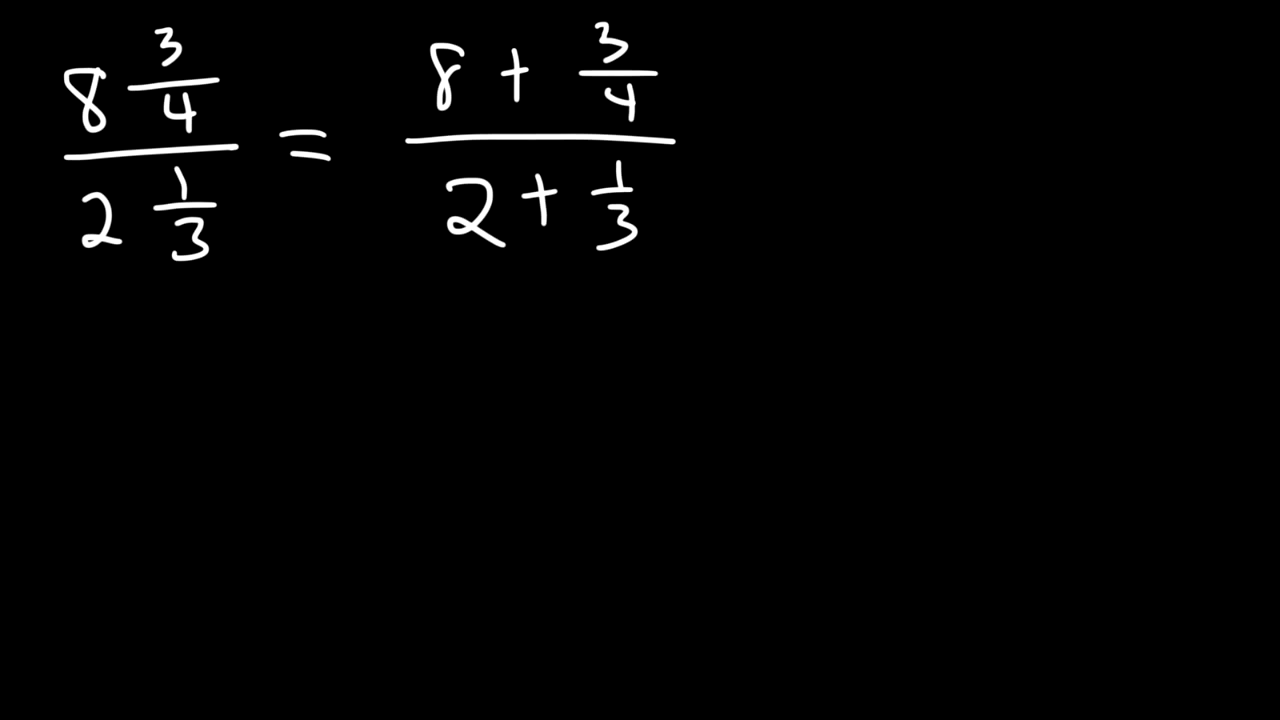 8 3/4 / 2 1/3 = 8 + 3/4 / 2 + 1/3